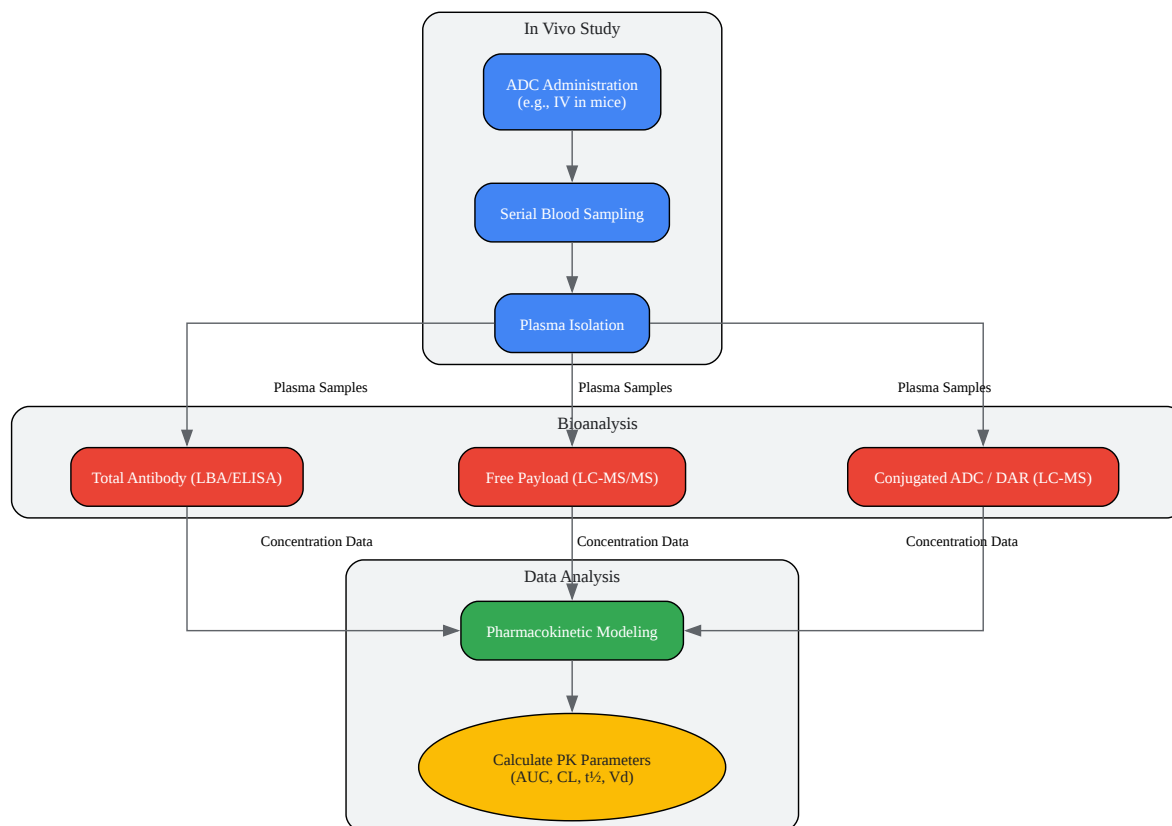 In Vivo Study
ADC Administration
(e.g., IV in mice)
Serial Blood Sampling
Plasma Isolation
Plasma Samples
Plasma Samples
Plasma Samples
Bioanalysis
Total Antibody (LBA/ELISA)
Free Payload (LC-MS/MS)
Conjugated ADC / DAR (LC-MS)
Concentration Data
Concentration Data
Concentration Data
Data Analysis
Pharmacokinetic Modeling
Calculate PK Parameters
(AUC, CL, t½, Vd)